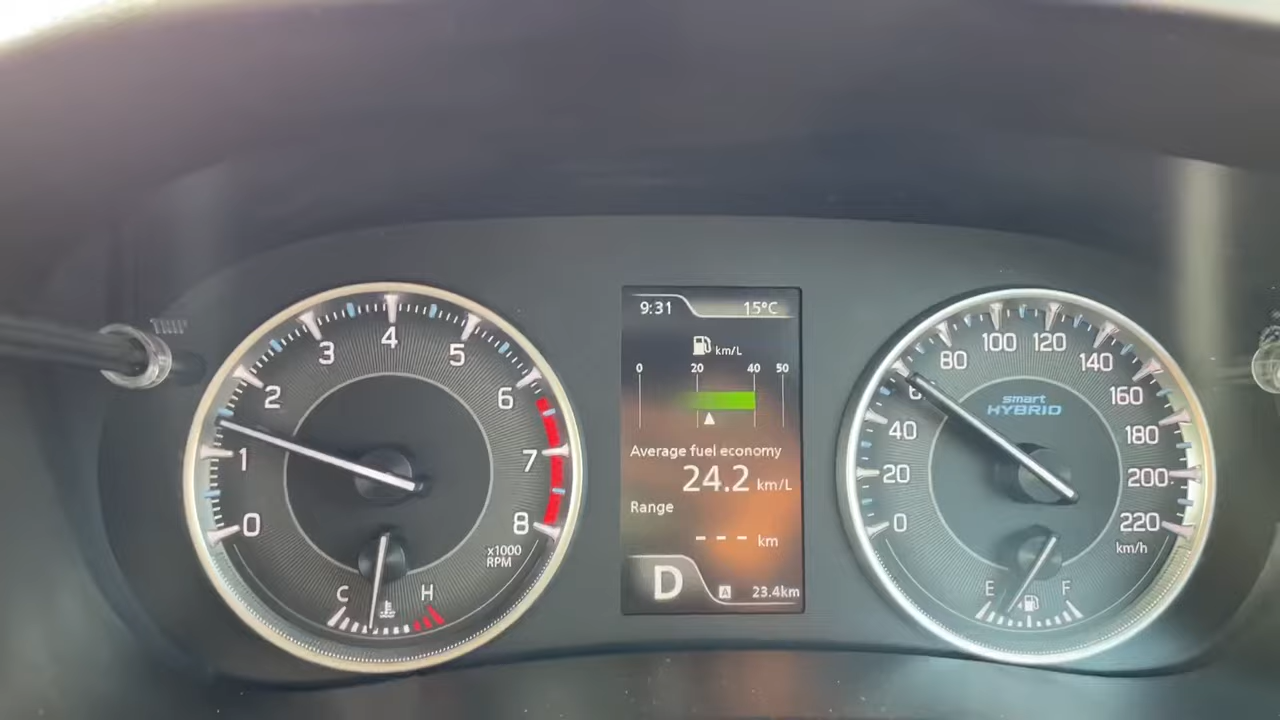 0
1
2
3
4
5
6
7
8
x1000
RPM
C
H
9:31
15°C
km/L
0 20 40 50
Average fuel economy
24.2 km/L
Range
--- km
D
A 23.4km
0
20
40
80
100
120
140
160
180
200
220
km/h
smart
HYBRID
E
F